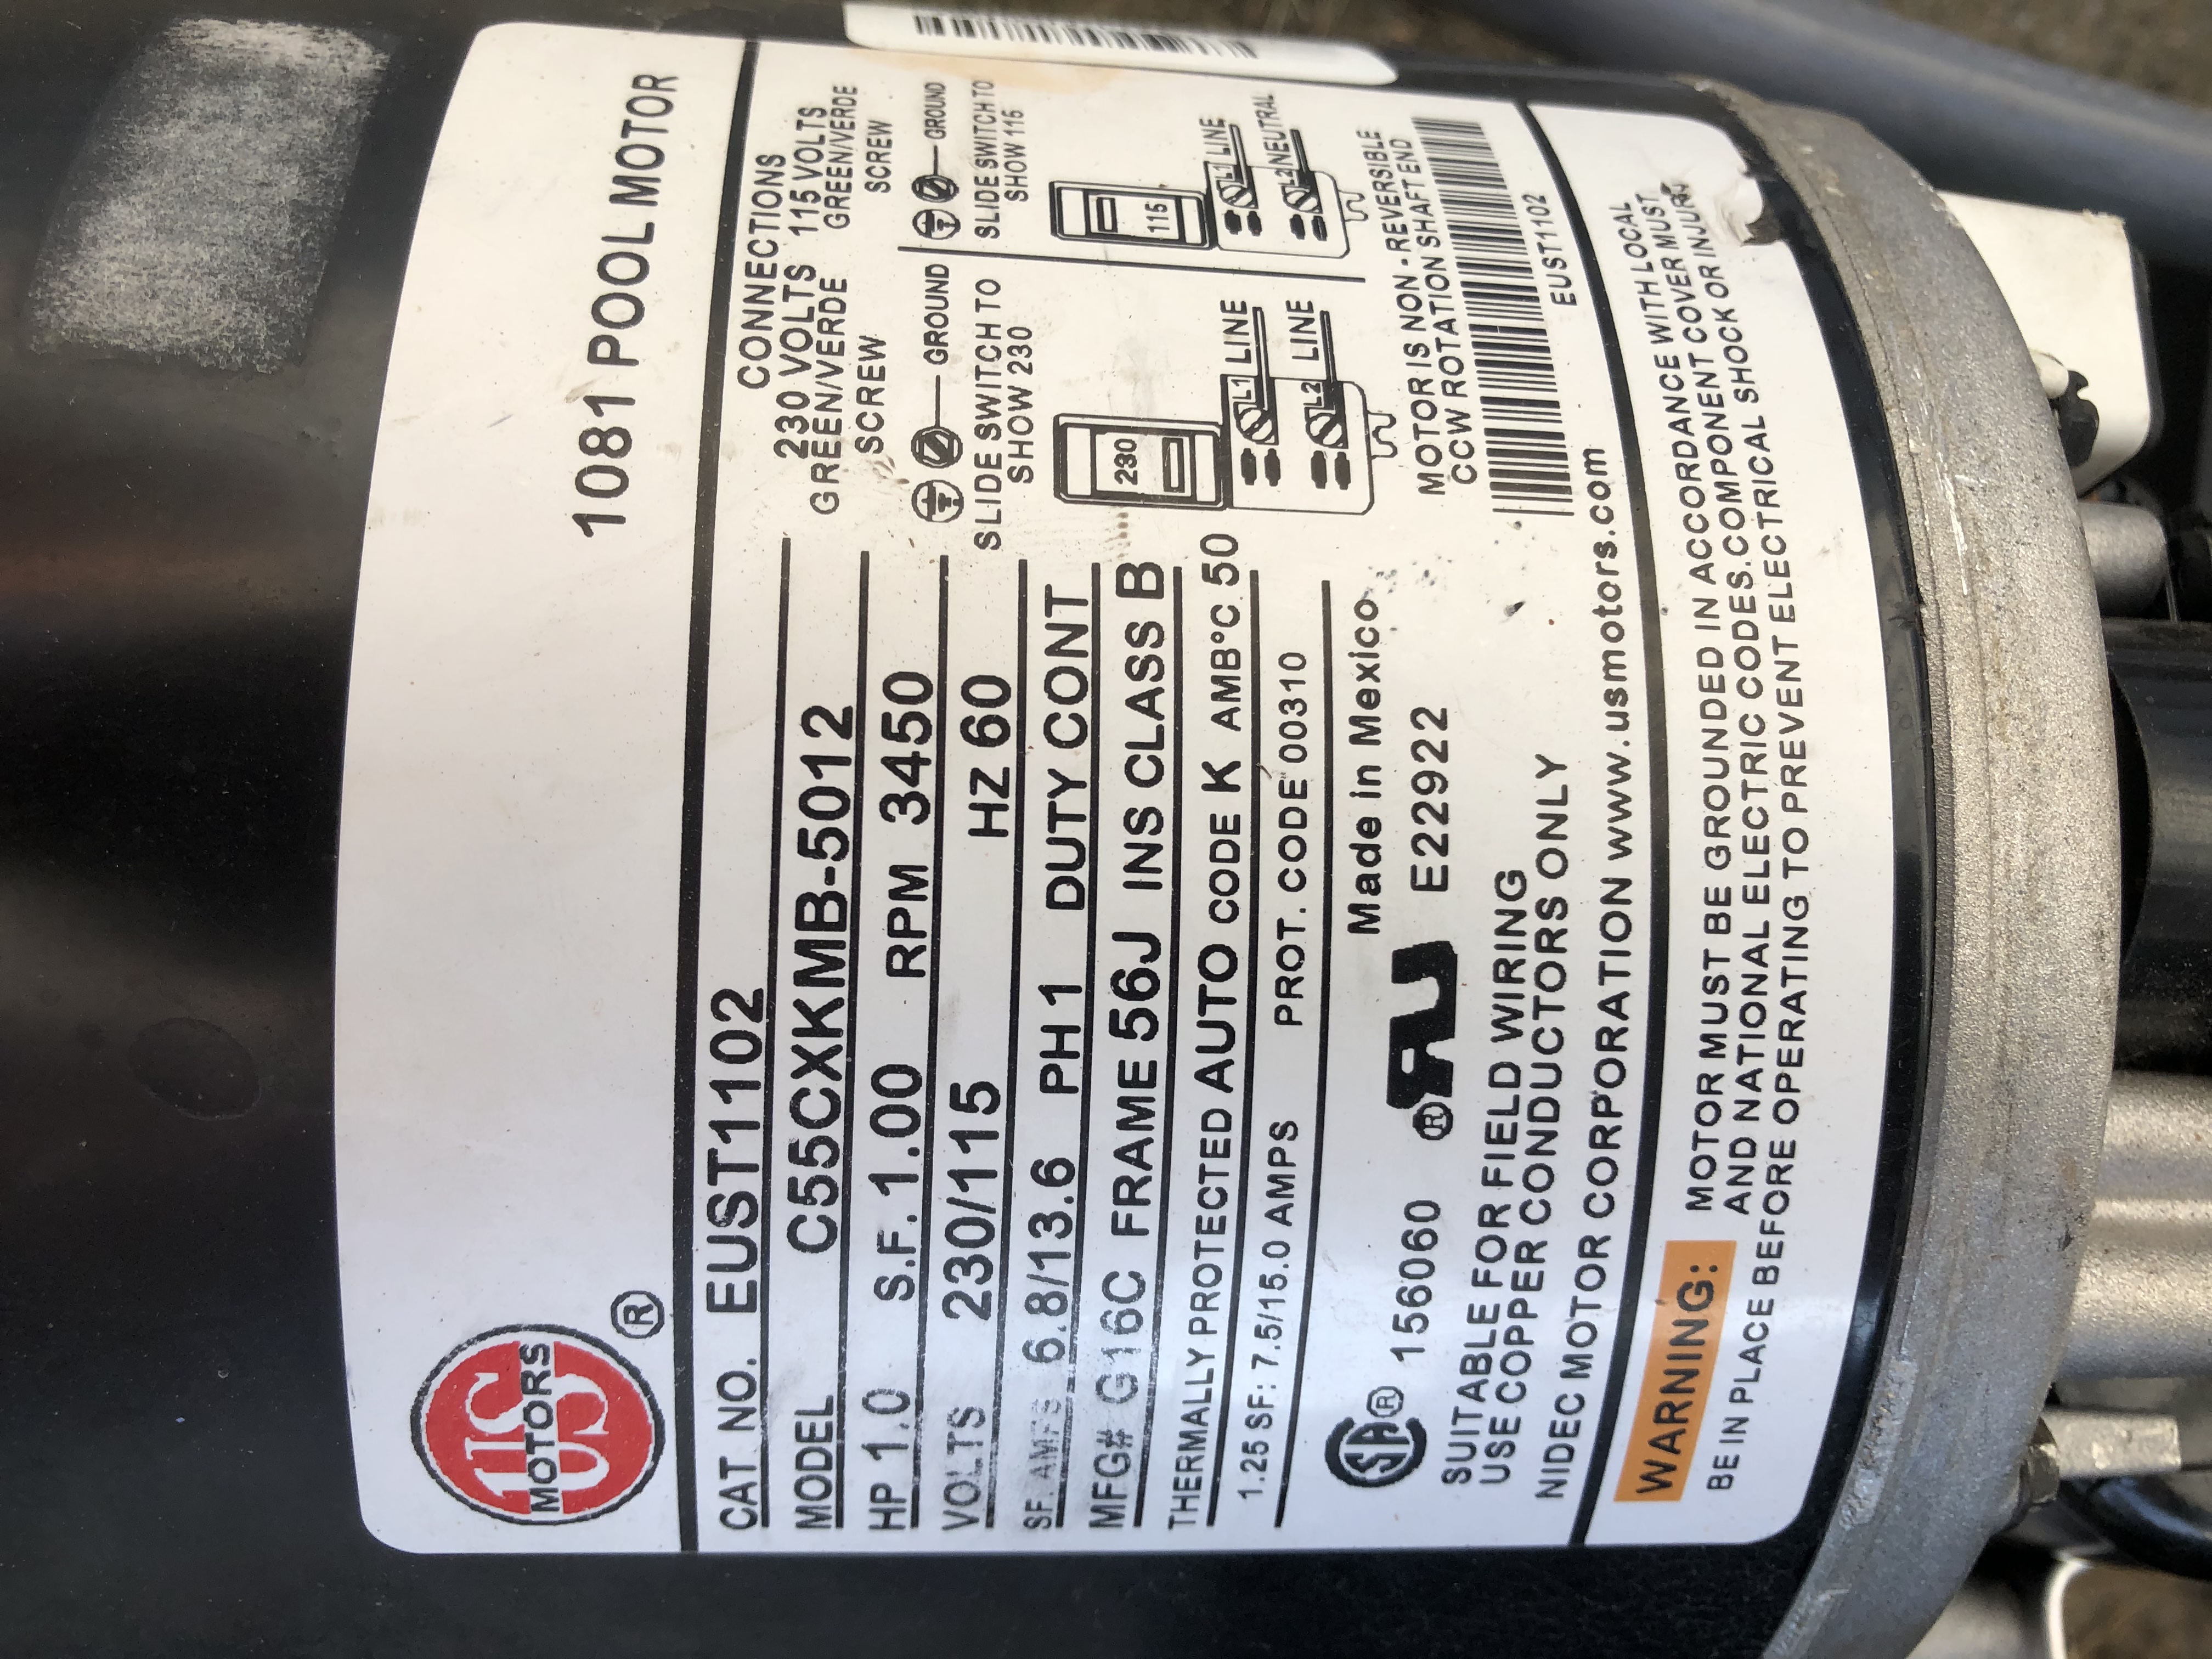 US
MOTORS
®
1081 POOL MOTOR
CAT. NO. EUST1102
MODEL C55CXKMB-5012
HP 1.0 S.F. 1.00 RPM 3450
VOLTS 230/115 HZ 60
SF. AMPS 6.8/13.6 PH 1 DUTY CONT
MFG# G16C FRAME 56J INS CLASS B
THERMALLY PROTECTED AUTO CODE K AMB°C 50
1.25 SF: 7.5/15.0 AMPS PROT. CODE 00310
Made in Mexico
SA ® 156060 ® RU E22922
SUITABLE FOR FIELD WIRING
USE COPPER CONDUCTORS ONLY
NIDEC MOTOR CORPORATION www.usmotors.com
CONNECTIONS
230 VOLTS 115 VOLTS
GREEN/VERDE GREEN/VERDE
SCREW SCREW
GROUND GROUND
SLIDE SWITCH TO SLIDE SWITCH TO
SHOW 230 SHOW 115
230 115
L1 LINE L1 LINE
L2 LINE L2 NEUTRAL
MOTOR IS NON - REVERSIBLE
CCW ROTATION SHAFT END
EUST1102
WARNING: MOTOR MUST BE GROUNDED IN ACCORDANCE WITH LOCAL
AND NATIONAL ELECTRIC CODES. COMPONENT COVER MUST
BE IN PLACE BEFORE OPERATING TO PREVENT ELECTRICAL SHOCK OR INJURY